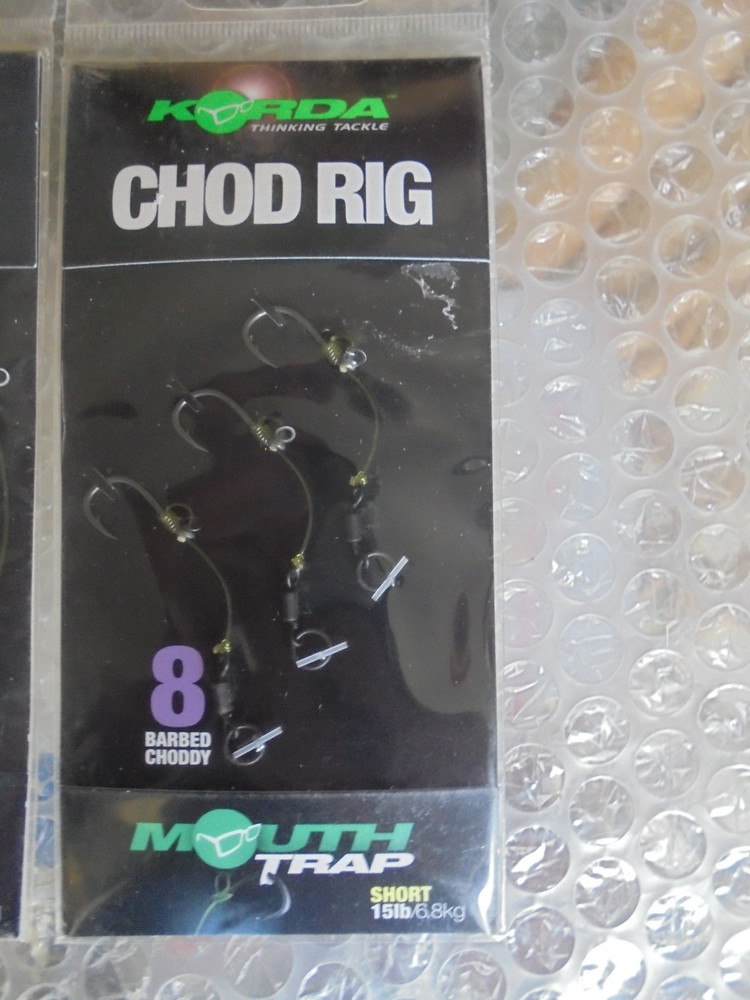 KORDA
THINKING TACKLE
CHOD RIG
8
BARBED
CHODDY
MOUTH
TRAP
SHORT
15lb/6.8kg